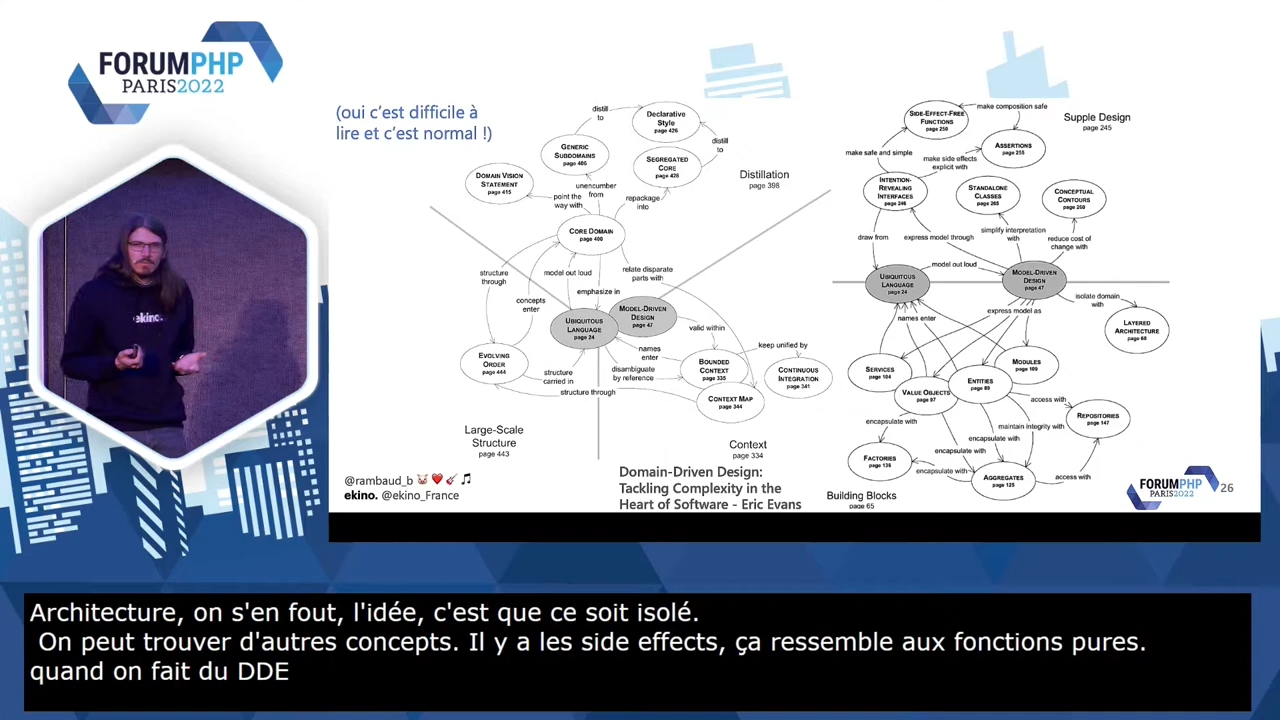 FORUMPHP
PARIS2022
ekino.
(oui c'est difficile à
lire et c'est normal !)
distill
to
Declarative
Style
page 426
distill
to
GENERIC
SUBDOMAINS
page 406
SEGREGATED
CORE
page 428
DOMAIN VISION
STATEMENT
page 415
unencumber
from
point the
way with
repackage
into
Distillation
page 398
CORE DOMAIN
page 400
structure
through
model out loud
relate disparate
parts with
emphasize in
concepts
enter
UBIQUITOUS
LANGUAGE
page 24
MODEL-DRIVEN
DESIGN
page 47
valid within
names
enter
keep unified by
EVOLVING
ORDER
page 444
structure
carried in
disambiguate
by reference
BOUNDED
CONTEXT
page 335
CONTINUOUS
INTEGRATION
page 341
structure through
CONTEXT MAP
page 344
Large-Scale
Structure
page 443
Context
page 334
SIDE-EFFECT-FREE
FUNCTIONS
page 250
make composition safe
Supple Design
page 245
ASSERTIONS
page 255
make safe and simple
make side effects
explicit with
INTENTION-
REVEALING
INTERFACES
page 246
STANDALONE
CLASSES
page 265
CONCEPTUAL
CONTOURS
page 260
draw from
express model through
simplify interpretation
with
reduce cost of
change with
model out loud
UBIQUITOUS
LANGUAGE
page 24
MODEL-DRIVEN
DESIGN
page 47
isolate domain
with
names enter
express model as
LAYERED
ARCHITECTURE
page 68
SERVICES
page 104
MODULES
page 109
ENTITIES
page 89
VALUE OBJECTS
page 97
access with
REPOSITORIES
page 147
encapsulate with
maintain integrity with
encapsulate with
encapsulate with
FACTORIES
page 136
encapsulate with
AGGREGATES
page 125
access with
Building Blocks
page 65
@rambaud_b
ekino. @ekino_France
Domain-Driven Design:
Tackling Complexity in the
Heart of Software - Eric Evans
FORUMPHP
PARIS2022
26
Architecture, on s'en fout, l'idée, c'est que ce soit isolé.
On peut trouver d'autres concepts. Il y a les side effects, ça ressemble aux fonctions pures.
quand on fait du DDE